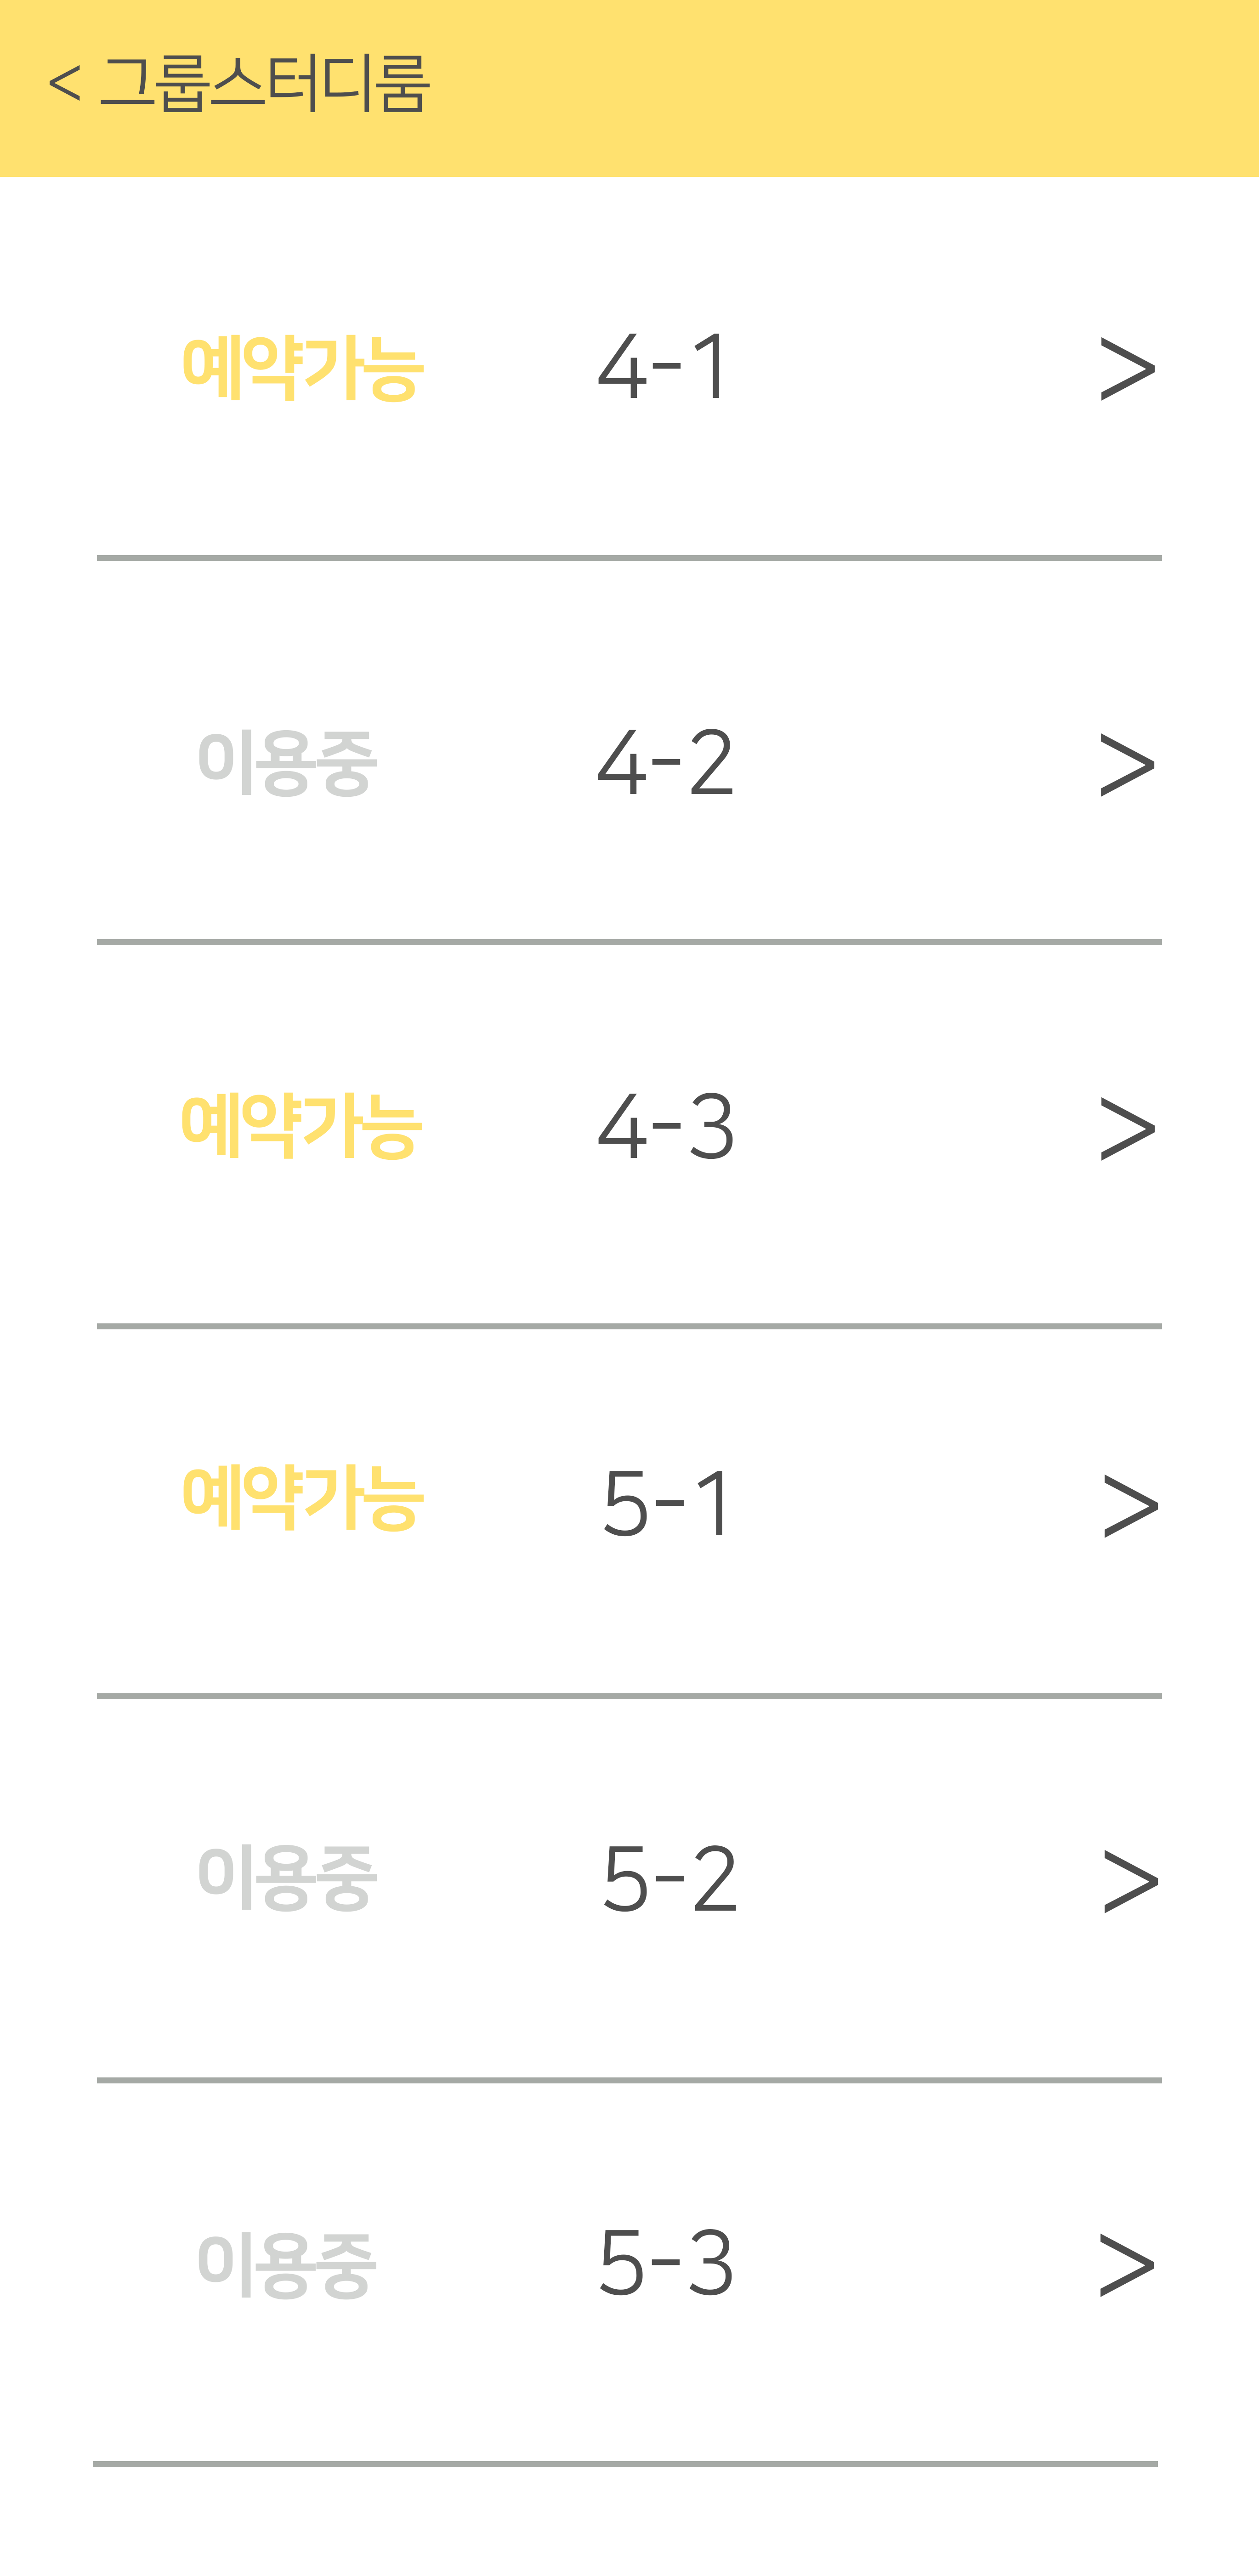 < 그룹스터디룸
예약가능 4-1 >
이용중 4-2 >
예약가능 4-3 >
예약가능 5-1 >
이용중 5-2 >
이용중 5-3 >